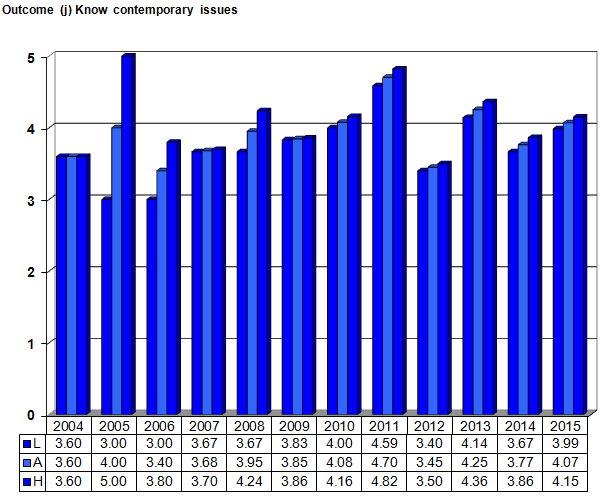 Outcome (j) Know contemporary issues
5
4
3
2
1
0
2004 2005 2006 2007 2008 2009 2010 2011 2012 2013 2014 2015
L 3.60 3.00 3.00 3.67 3.67 3.83 4.00 4.59 3.40 4.14 3.67 3.99
A 3.60 4.00 3.40 3.68 3.95 3.85 4.08 4.70 3.45 4.25 3.77 4.07
H 3.60 5.00 3.80 3.70 4.24 3.86 4.16 4.82 3.50 4.36 3.86 4.15